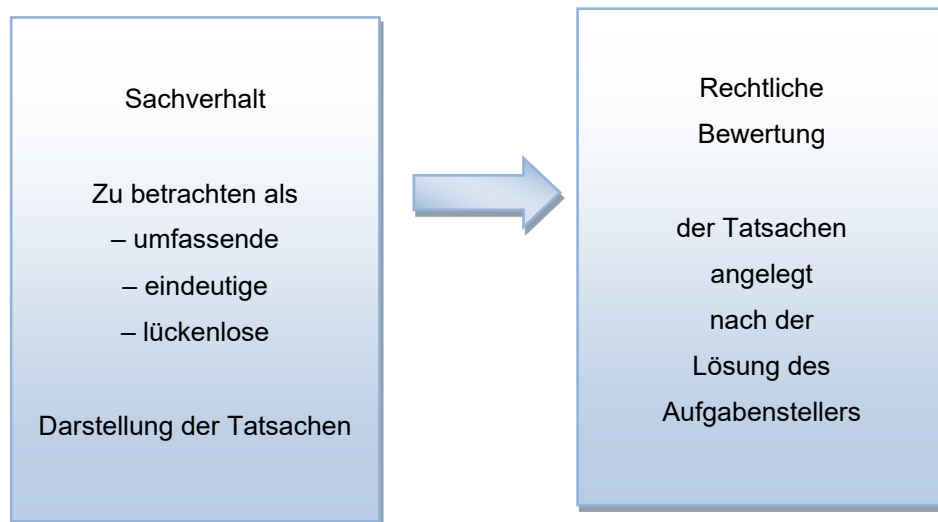 Sachverhalt
Zu betrachten als
– umfassende
– eindeutige
– lückenlose
Darstellung der Tatsachen
Rechtliche
Bewertung
der Tatsachen
angelegt
nach der
Lösung des
Aufgabenstellers